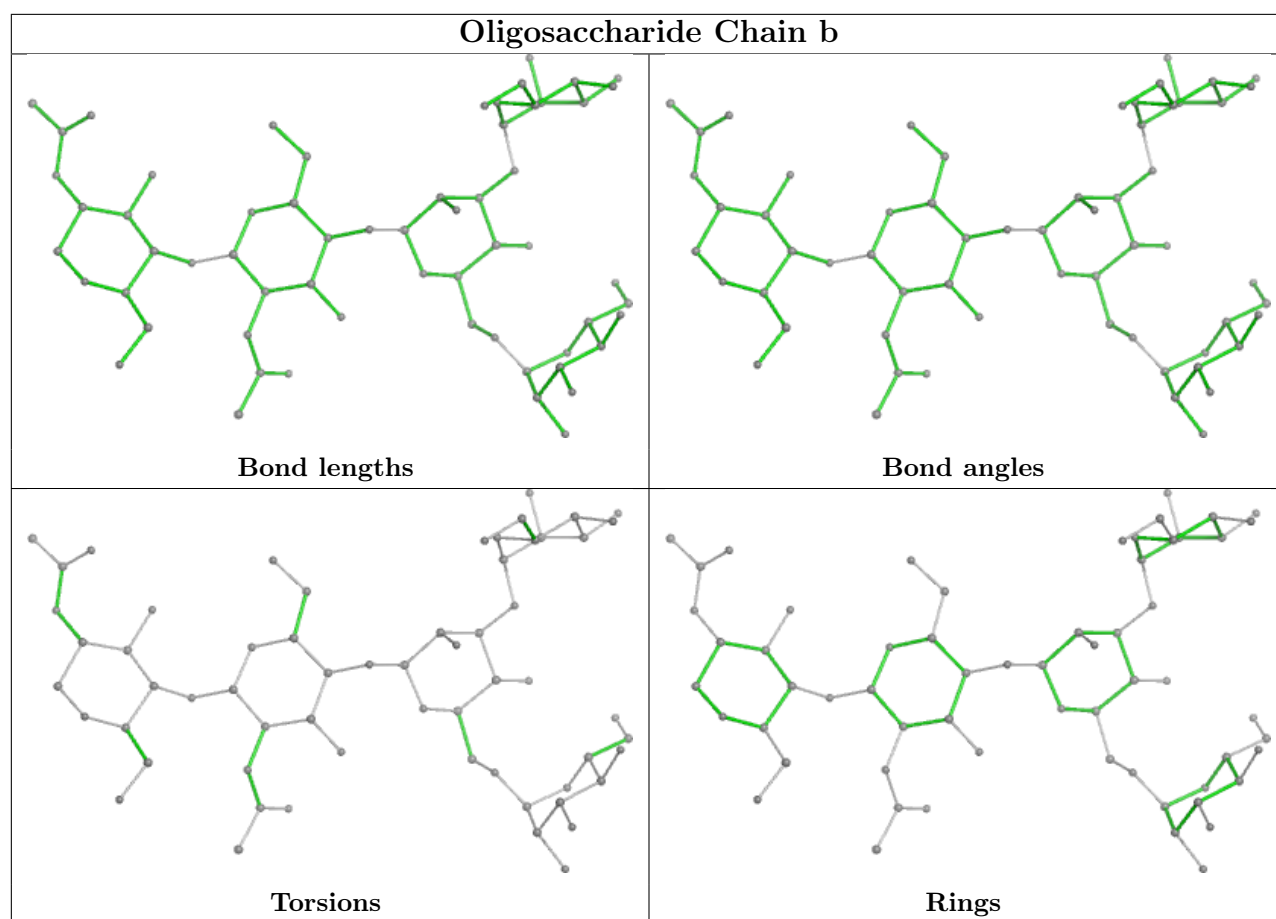 Oligosaccharide Chain b
Bond lengths
Bond angles
Torsions
Rings